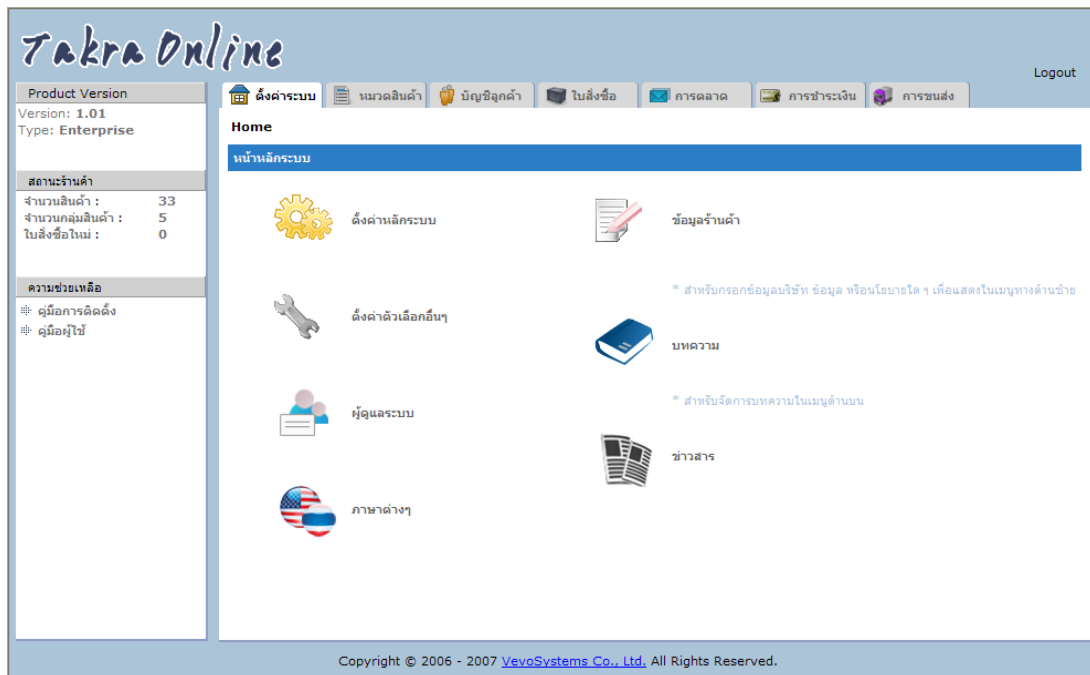 Takra Online
Logout
Product Version
Version: 1.01
Type: Enterprise
สถานะร้านค้า
จำนวนสินค้า : 33
จำนวนกลุ่มสินค้า : 5
ใบสั่งซื้อใหม่ : 0
ความช่วยเหลือ
คู่มือการติดตั้ง
คู่มือผู้ใช้
ตั้งค่าระบบ หมวดสินค้า บัญชีลูกค้า ใบสั่งซื้อ การตลาด การชำระเงิน การขนส่ง
Home
หน้าหลักระบบ
ตั้งค่าหลักระบบ
ตั้งค่าตัวเลือกอื่นๆ
ผู้ดูแลระบบ
ภาษาต่างๆ
ข้อมูลร้านค้า
* สำหรับกรอกข้อมูลบริษัท ข้อมูล หรือนโยบายใด ๆ เพื่อแสดงในเมนูทางด้านซ้าย
บทความ
* สำหรับจัดการบทความในเมนูด้านบน
ข่าวสาร
Copyright © 2006 - 2007 VevoSystems Co., Ltd. All Rights Reserved.